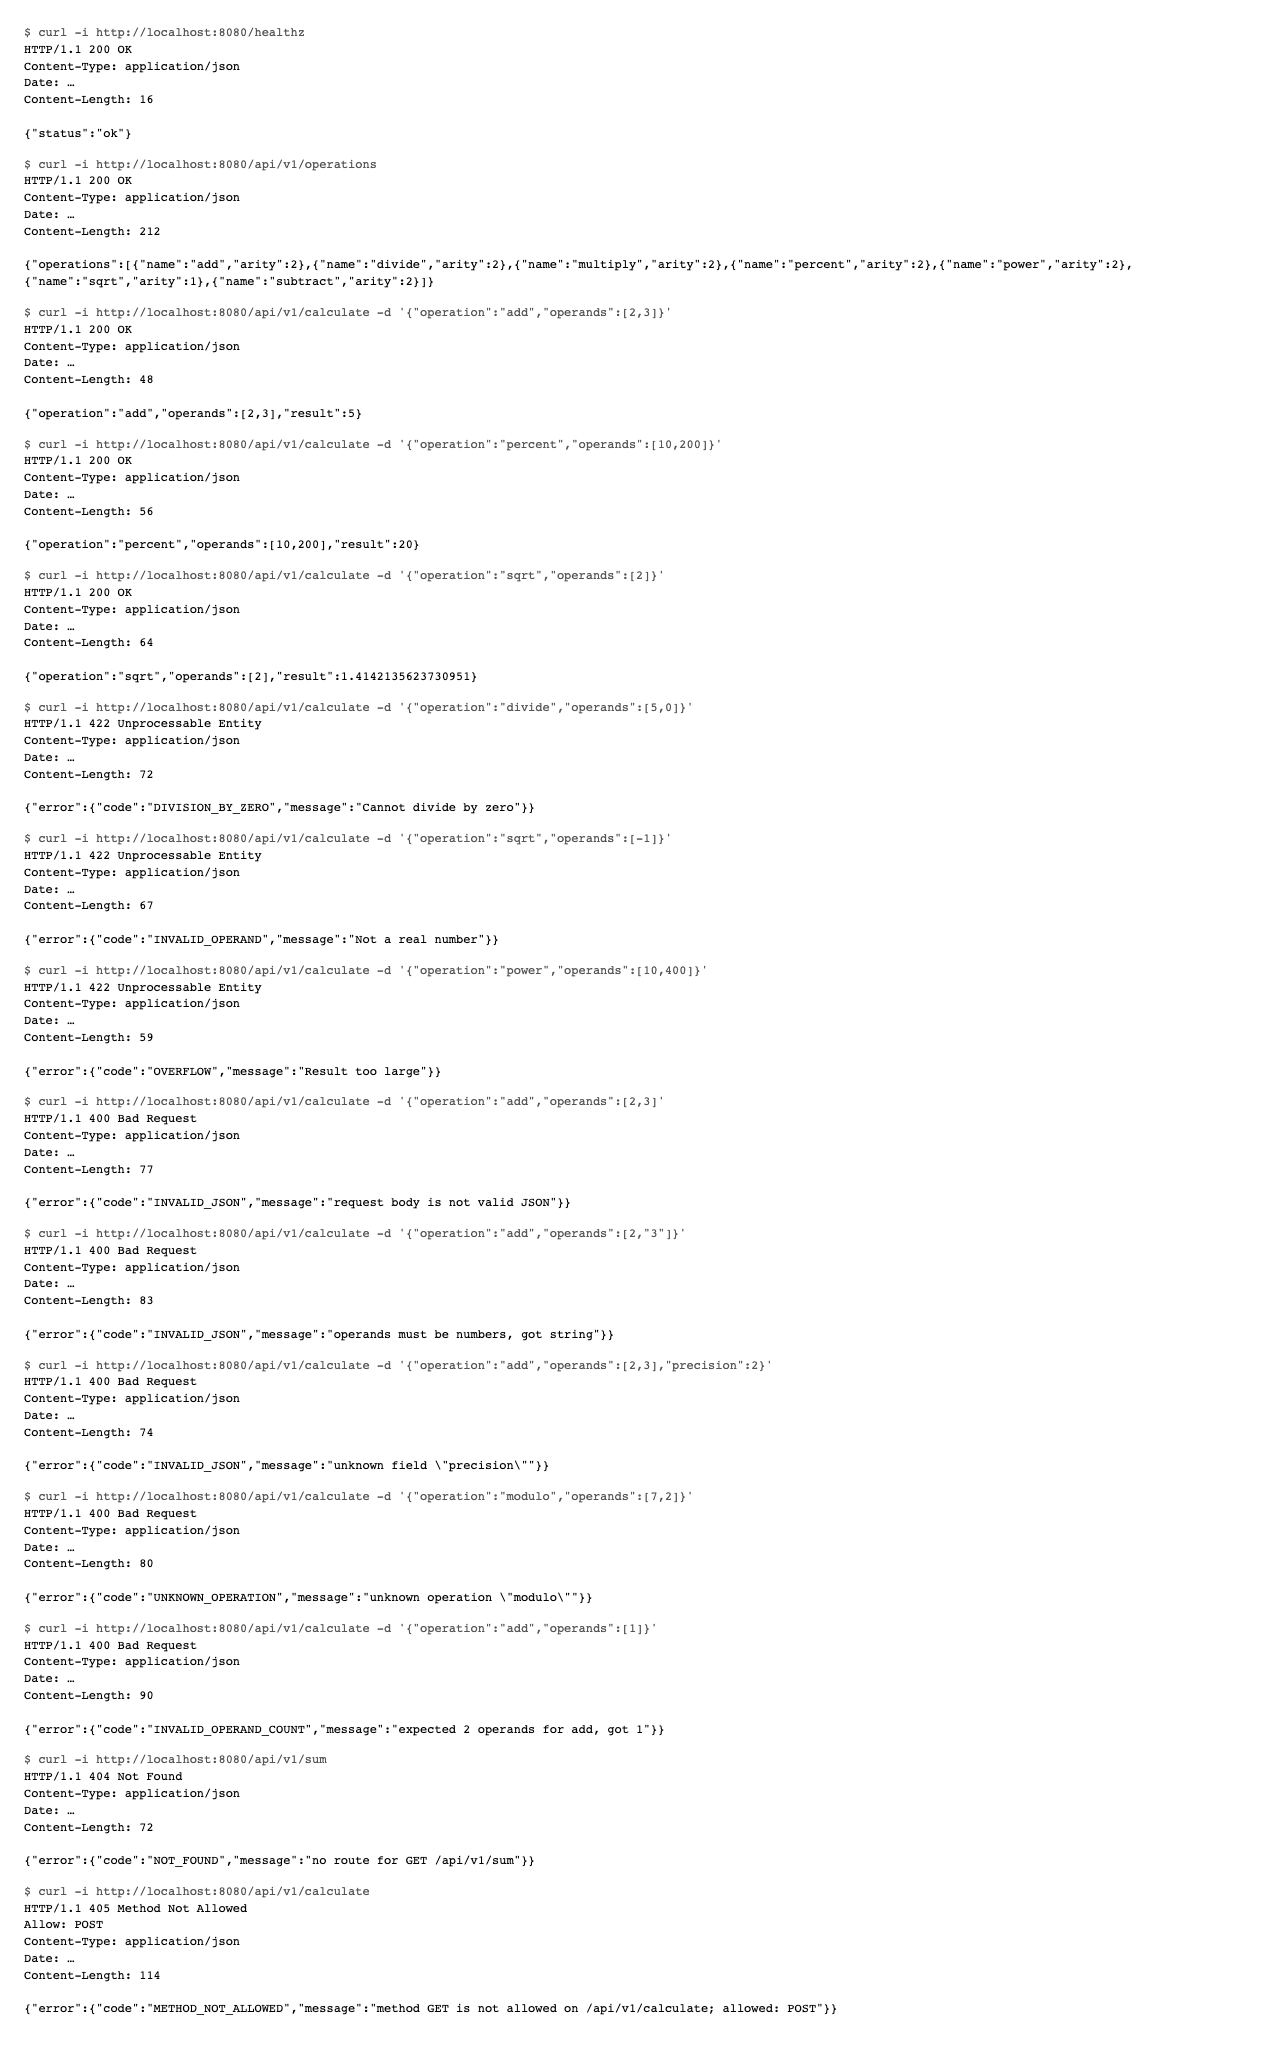 $ curl -i http://localhost:8080/healthz
HTTP/1.1 200 OK
Content-Type: application/json
Date: …
Content-Length: 16
{"status":"ok"}
$ curl -i http://localhost:8080/api/v1/operations
HTTP/1.1 200 OK
Content-Type: application/json
Date: …
Content-Length: 212
{"operations":[{"name":"add","arity":2},{"name":"divide","arity":2},{"name":"multiply","arity":2},{"name":"percent","arity":2},{"name":"power","arity":2},
{"name":"sqrt","arity":1},{"name":"subtract","arity":2}]}
$ curl -i http://localhost:8080/api/v1/calculate -d '{"operation":"add","operands":[2,3]}'
HTTP/1.1 200 OK
Content-Type: application/json
Date: …
Content-Length: 48
{"operation":"add","operands":[2,3],"result":5}
$ curl -i http://localhost:8080/api/v1/calculate -d '{"operation":"percent","operands":[10,200]}'
HTTP/1.1 200 OK
Content-Type: application/json
Date: …
Content-Length: 56
{"operation":"percent","operands":[10,200],"result":20}
$ curl -i http://localhost:8080/api/v1/calculate -d '{"operation":"sqrt","operands":[2]}'
HTTP/1.1 200 OK
Content-Type: application/json
Date: …
Content-Length: 64
{"operation":"sqrt","operands":[2],"result":1.4142135623730951}
$ curl -i http://localhost:8080/api/v1/calculate -d '{"operation":"divide","operands":[5,0]}'
HTTP/1.1 422 Unprocessable Entity
Content-Type: application/json
Date: …
Content-Length: 72
{"error":{"code":"DIVISION_BY_ZERO","message":"Cannot divide by zero"}}
$ curl -i http://localhost:8080/api/v1/calculate -d '{"operation":"sqrt","operands":[-1]}'
HTTP/1.1 422 Unprocessable Entity
Content-Type: application/json
Date: …
Content-Length: 67
{"error":{"code":"INVALID_OPERAND","message":"Not a real number"}}
$ curl -i http://localhost:8080/api/v1/calculate -d '{"operation":"power","operands":[10,400]}'
HTTP/1.1 422 Unprocessable Entity
Content-Type: application/json
Date: …
Content-Length: 59
{"error":{"code":"OVERFLOW","message":"Result too large"}}
$ curl -i http://localhost:8080/api/v1/calculate -d '{"operation":"add","operands":[2,3]'
HTTP/1.1 400 Bad Request
Content-Type: application/json
Date: …
Content-Length: 77
{"error":{"code":"INVALID_JSON","message":"request body is not valid JSON"}}
$ curl -i http://localhost:8080/api/v1/calculate -d '{"operation":"add","operands":[2,"3"]}'
HTTP/1.1 400 Bad Request
Content-Type: application/json
Date: …
Content-Length: 83
{"error":{"code":"INVALID_JSON","message":"operands must be numbers, got string"}}
$ curl -i http://localhost:8080/api/v1/calculate -d '{"operation":"add","operands":[2,3],"precision":2}'
HTTP/1.1 400 Bad Request
Content-Type: application/json
Date: …
Content-Length: 74
{"error":{"code":"INVALID_JSON","message":"unknown field \"precision\""}}
$ curl -i http://localhost:8080/api/v1/calculate -d '{"operation":"modulo","operands":[7,2]}'
HTTP/1.1 400 Bad Request
Content-Type: application/json
Date: …
Content-Length: 80
{"error":{"code":"UNKNOWN_OPERATION","message":"unknown operation \"modulo\""}}
$ curl -i http://localhost:8080/api/v1/calculate -d '{"operation":"add","operands":[1]}'
HTTP/1.1 400 Bad Request
Content-Type: application/json
Date: …
Content-Length: 90
{"error":{"code":"INVALID_OPERAND_COUNT","message":"expected 2 operands for add, got 1"}}
$ curl -i http://localhost:8080/api/v1/sum
HTTP/1.1 404 Not Found
Content-Type: application/json
Date: …
Content-Length: 72
{"error":{"code":"NOT_FOUND","message":"no route for GET /api/v1/sum"}}
$ curl -i http://localhost:8080/api/v1/calculate
HTTP/1.1 405 Method Not Allowed
Allow: POST
Content-Type: application/json
Date: …
Content-Length: 114
{"error":{"code":"METHOD_NOT_ALLOWED","message":"method GET is not allowed on /api/v1/calculate; allowed: POST"}}